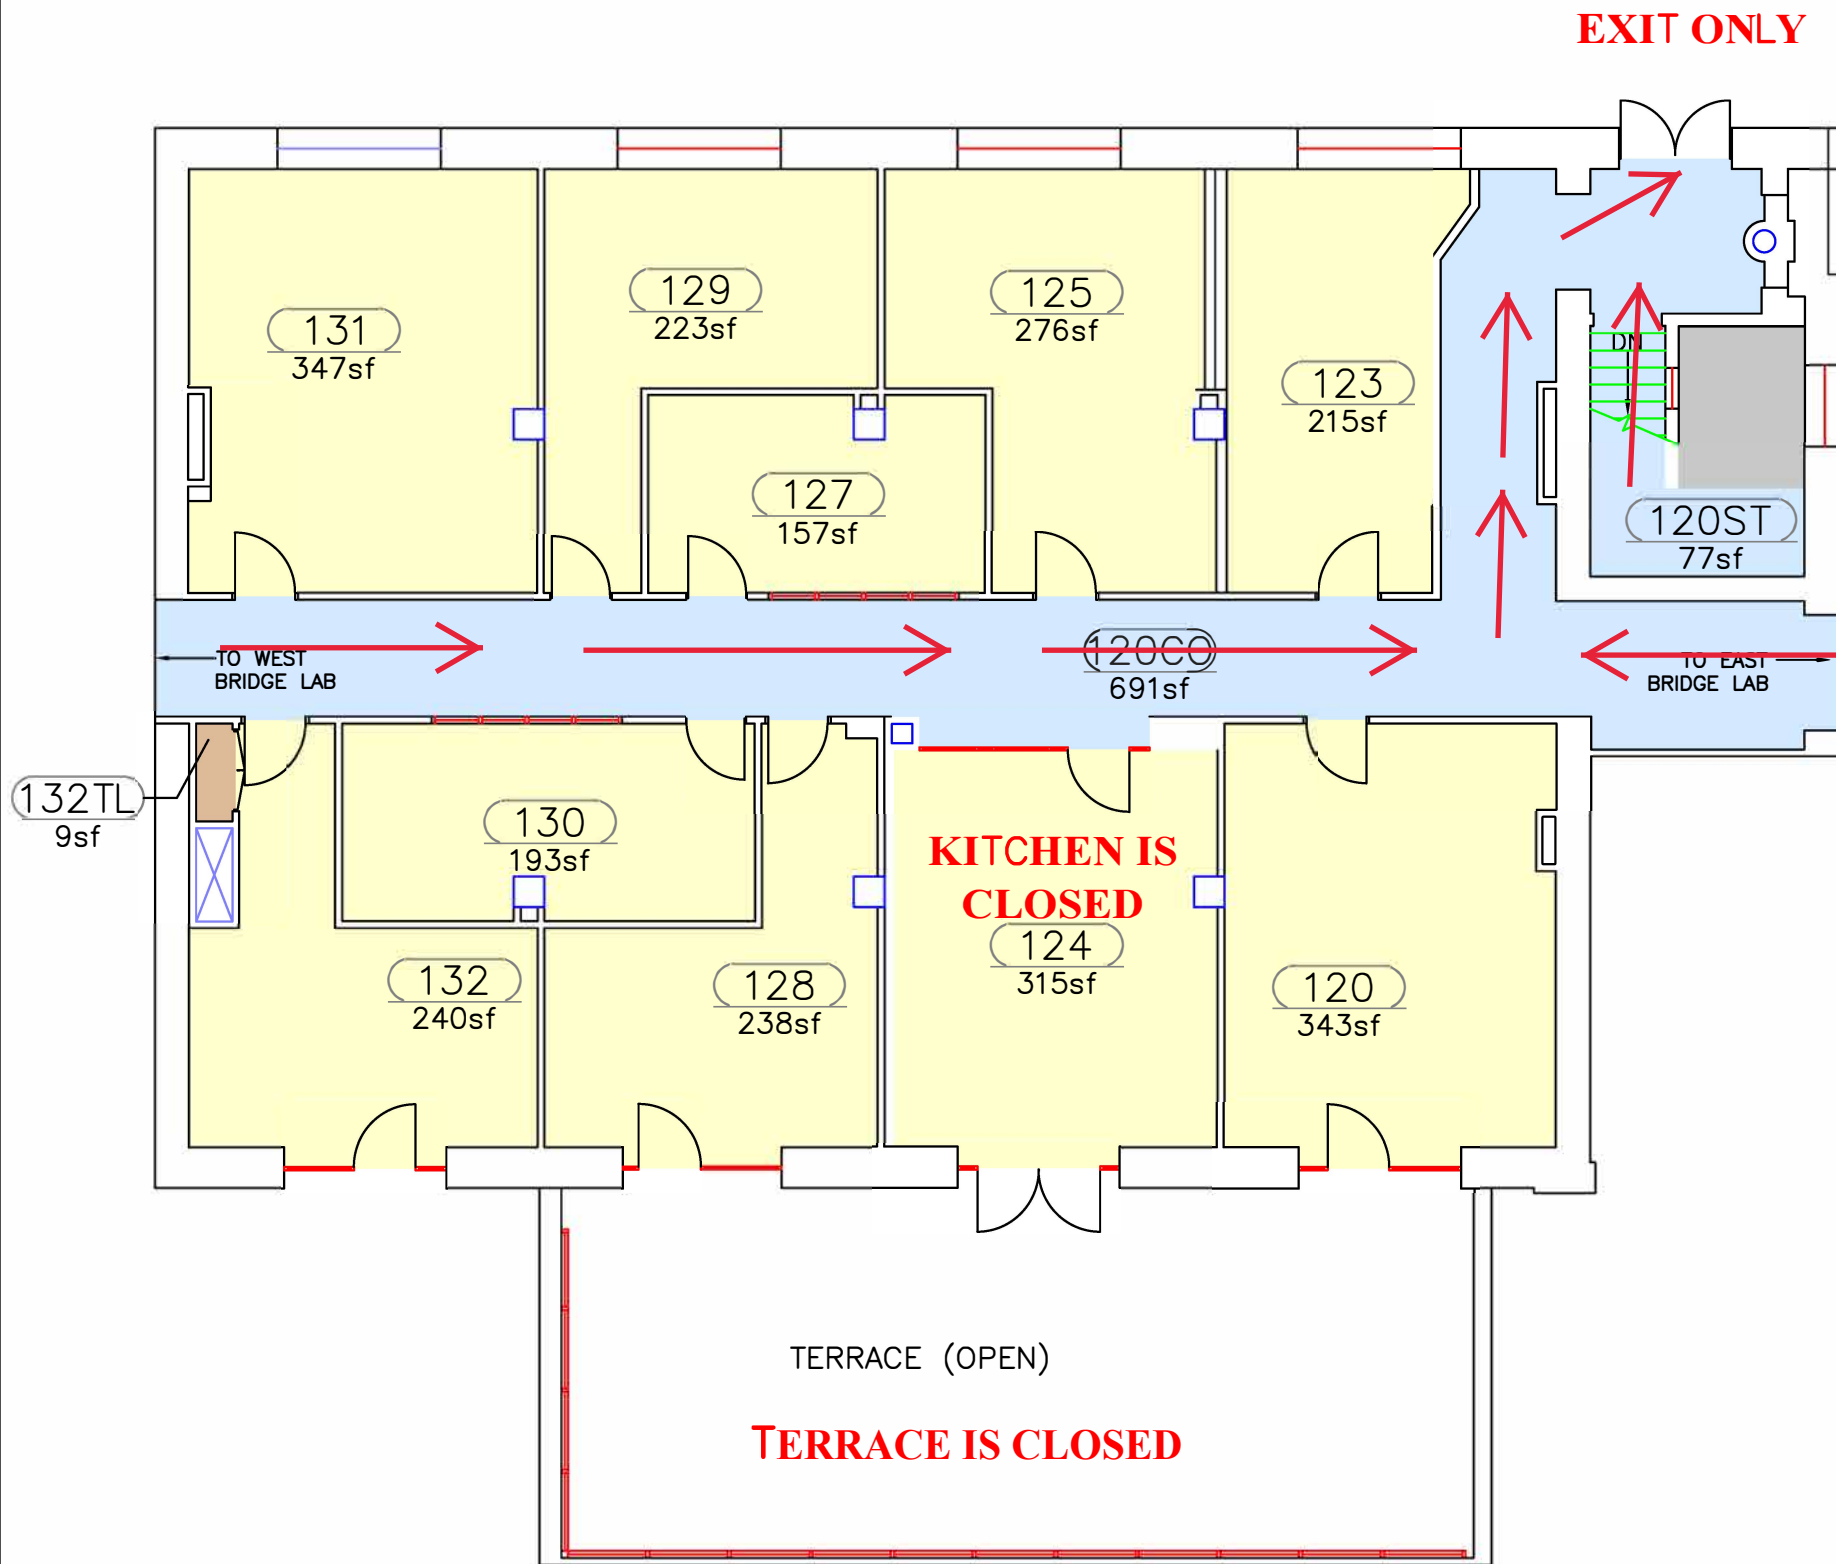 EXIT ONLY
129
223sf
125
276sf
131
347sf
DN
123
215sf
127
157sf
120ST
77sf
120CO
691sf
TO WEST
BRIDGE LAB
TO EAST
BRIDGE LAB
132TL
9sf
130
193sf
KITCHEN IS
CLOSED
124
315sf
132
240sf
128
238sf
120
343sf
TERRACE (OPEN)
TERRACE IS CLOSED